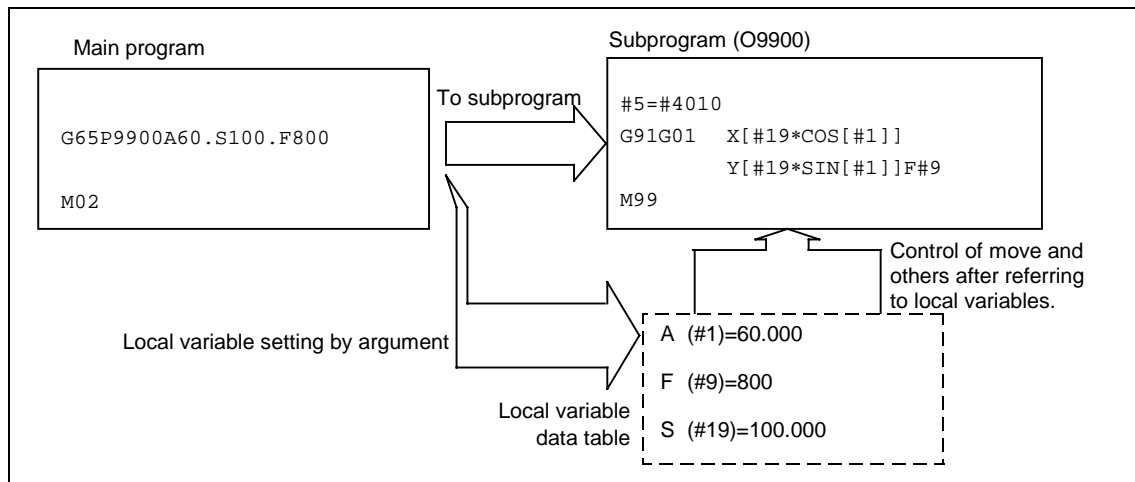 Main program
G65P9900A60.S100.F800
M02
To subprogram
Subprogram (O9900)
#5=#4010
G91G01 X[#19*COS[#1]]
Y[#19*SIN[#1]]F#9
M99
Control of move and
others after referring
to local variables.
Local variable setting by argument
Local variable
data table
A (#1)=60.000
F (#9)=800
S (#19)=100.000